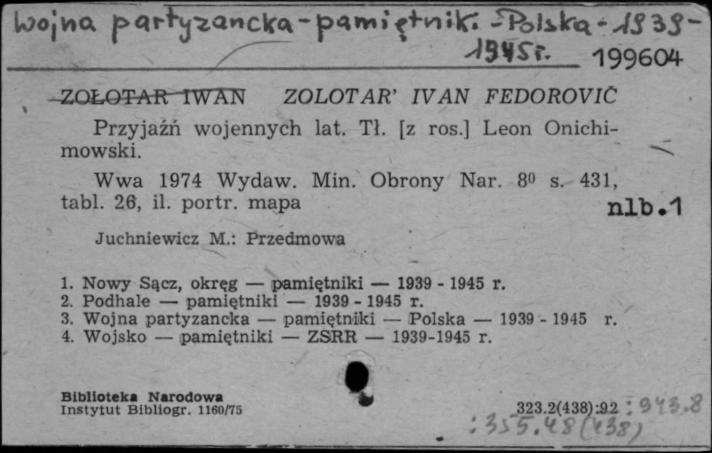 Wojna partyzancka - pamiętniki - Polska - 1939 -
1945 r.
199604
ZOŁOTAR IWAN ZOLOTAR' IVAN FEDOROVIČ
Przyjaźń wojennych lat. Tł. [z ros.] Leon Onichi-
mowski.
Wwa 1974 Wydaw. Min. Obrony Nar. 8⁰ s. 431,
tabl. 26, il. portr. mapa
nlb.1
Juchniewicz M.: Przedmowa
1. Nowy Sącz, okręg — pamiętniki — 1939 - 1945 r.
2. Podhale — pamiętniki — 1939 - 1945 r.
3. Wojna partyzancka — pamiętniki — Polska — 1939 - 1945 r.
4. Wojsko — pamiętniki — ZSRR — 1939-1945 r.
Biblioteka Narodowa
Instytut Bibliogr. 1160/75
323.2(438):92 : 943.8
: 355.48(438)